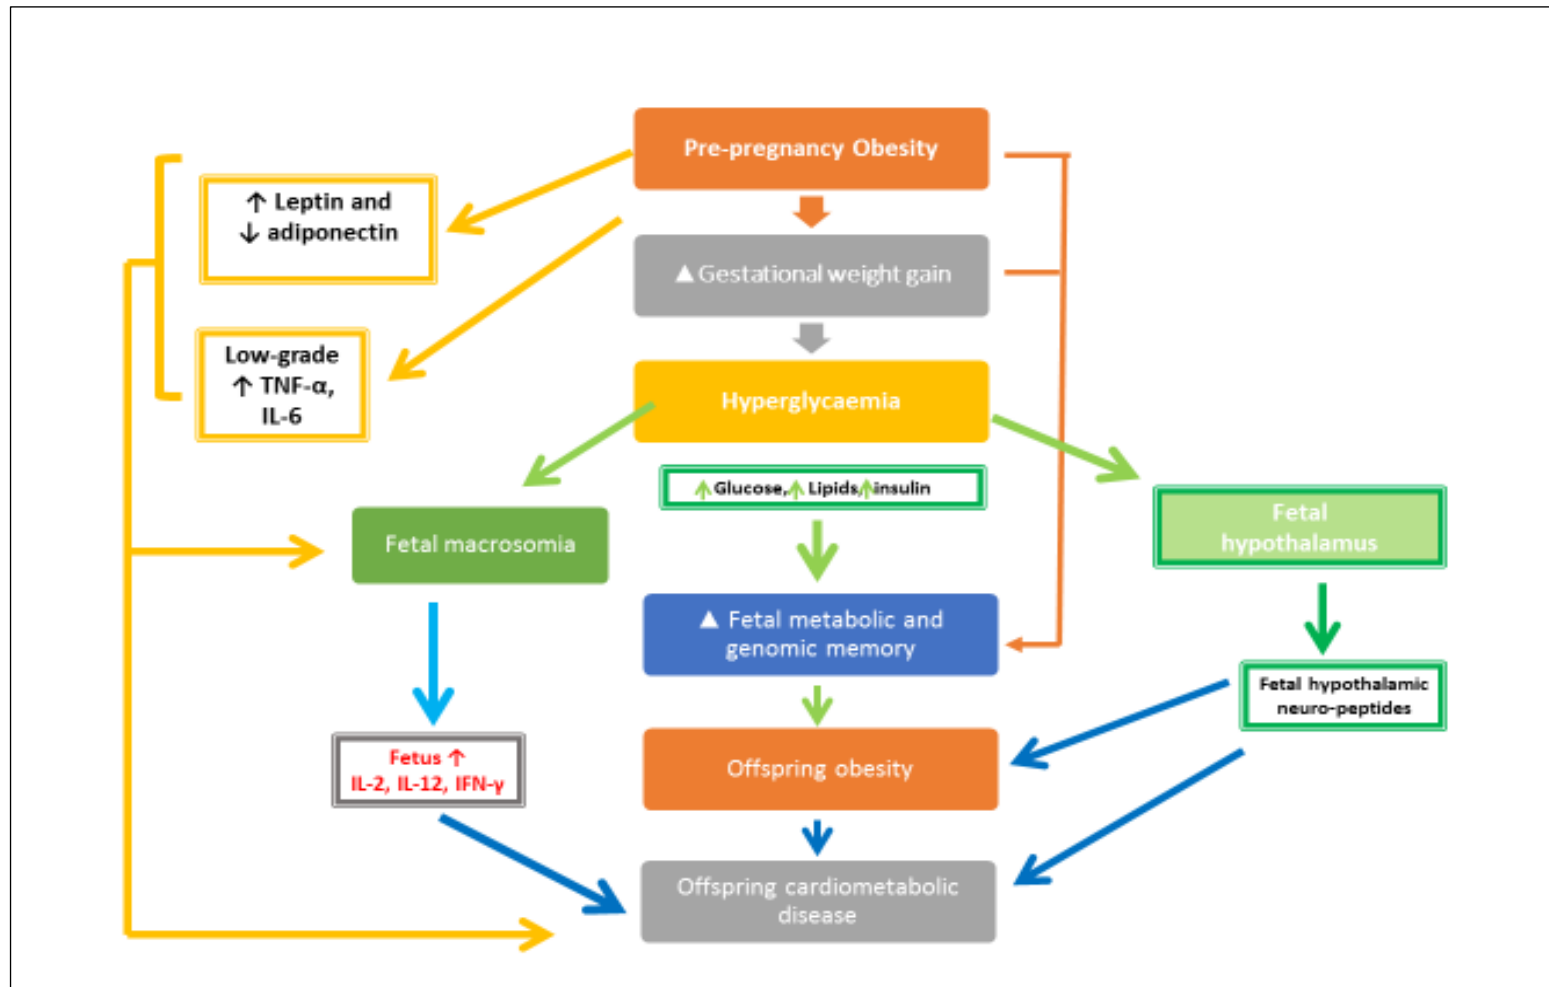 Pre-pregnancy Obesity
↑ Leptin and
↓ adiponectin
▲ Gestational weight gain
Low-grade
↑ TNF-α,
IL-6
Hyperglycaemia
↑Glucose,↑ Lipids,↑insulin
Fetal macrosomia
Fetal
hypothalamus
▲ Fetal metabolic and
genomic memory
Fetal hypothalamic
neuro-peptides
Fetus ↑
IL-2, IL-12, IFN-γ
Offspring obesity
Offspring cardiometabolic
disease